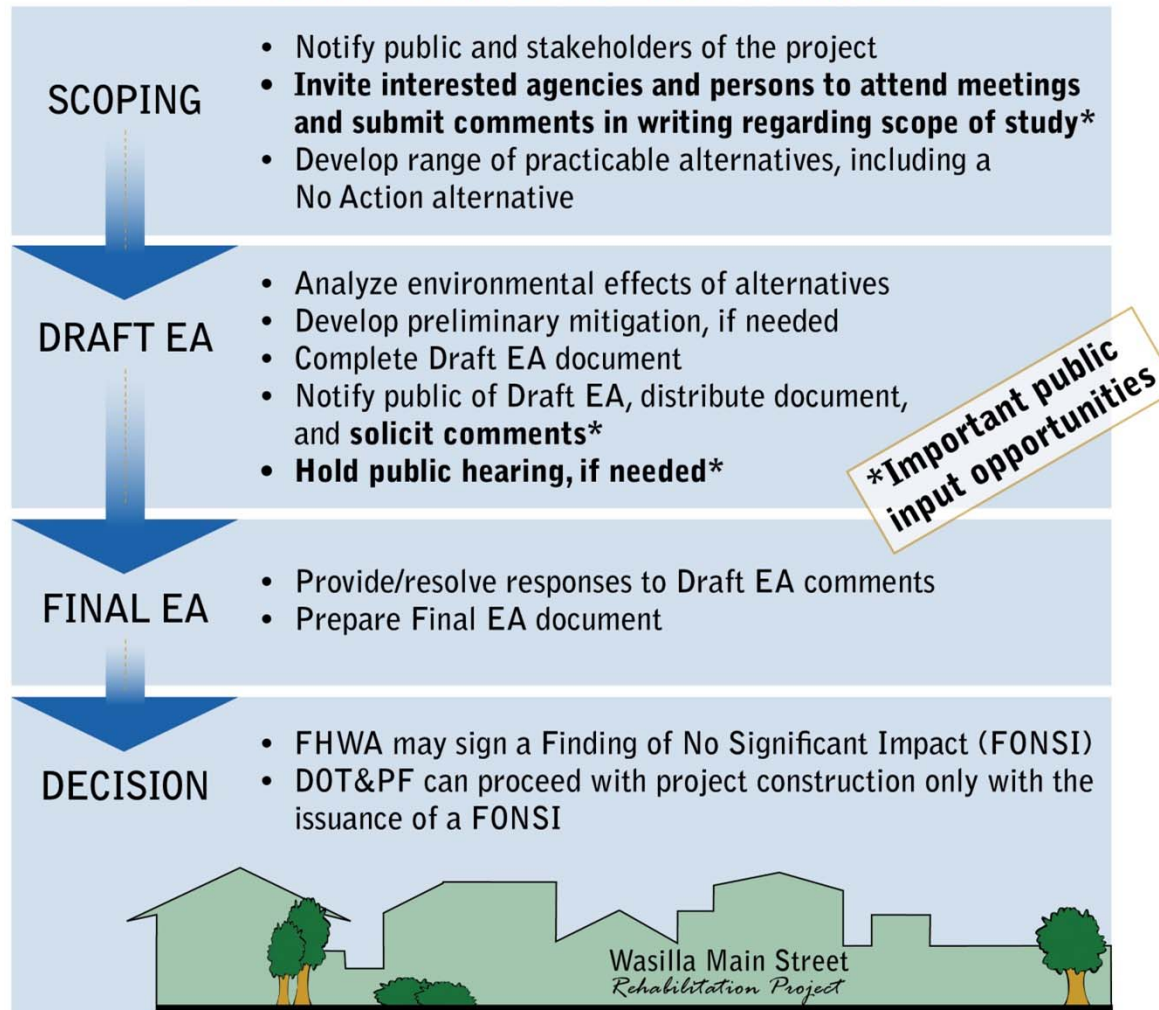 SCOPING
• Notify public and stakeholders of the project
• Invite interested agencies and persons to attend meetings
and submit comments in writing regarding scope of study*
• Develop range of practicable alternatives, including a
No Action alternative
DRAFT EA
• Analyze environmental effects of alternatives
• Develop preliminary mitigation, if needed
• Complete Draft EA document
• Notify public of Draft EA, distribute document,
and solicit comments*
• Hold public hearing, if needed*
*Important public
input opportunities
FINAL EA
• Provide/resolve responses to Draft EA comments
• Prepare Final EA document
DECISION
• FHWA may sign a Finding of No Significant Impact (FONSI)
• DOT&PF can proceed with project construction only with the
issuance of a FONSI
Wasilla Main Street
Rehabilitation Project